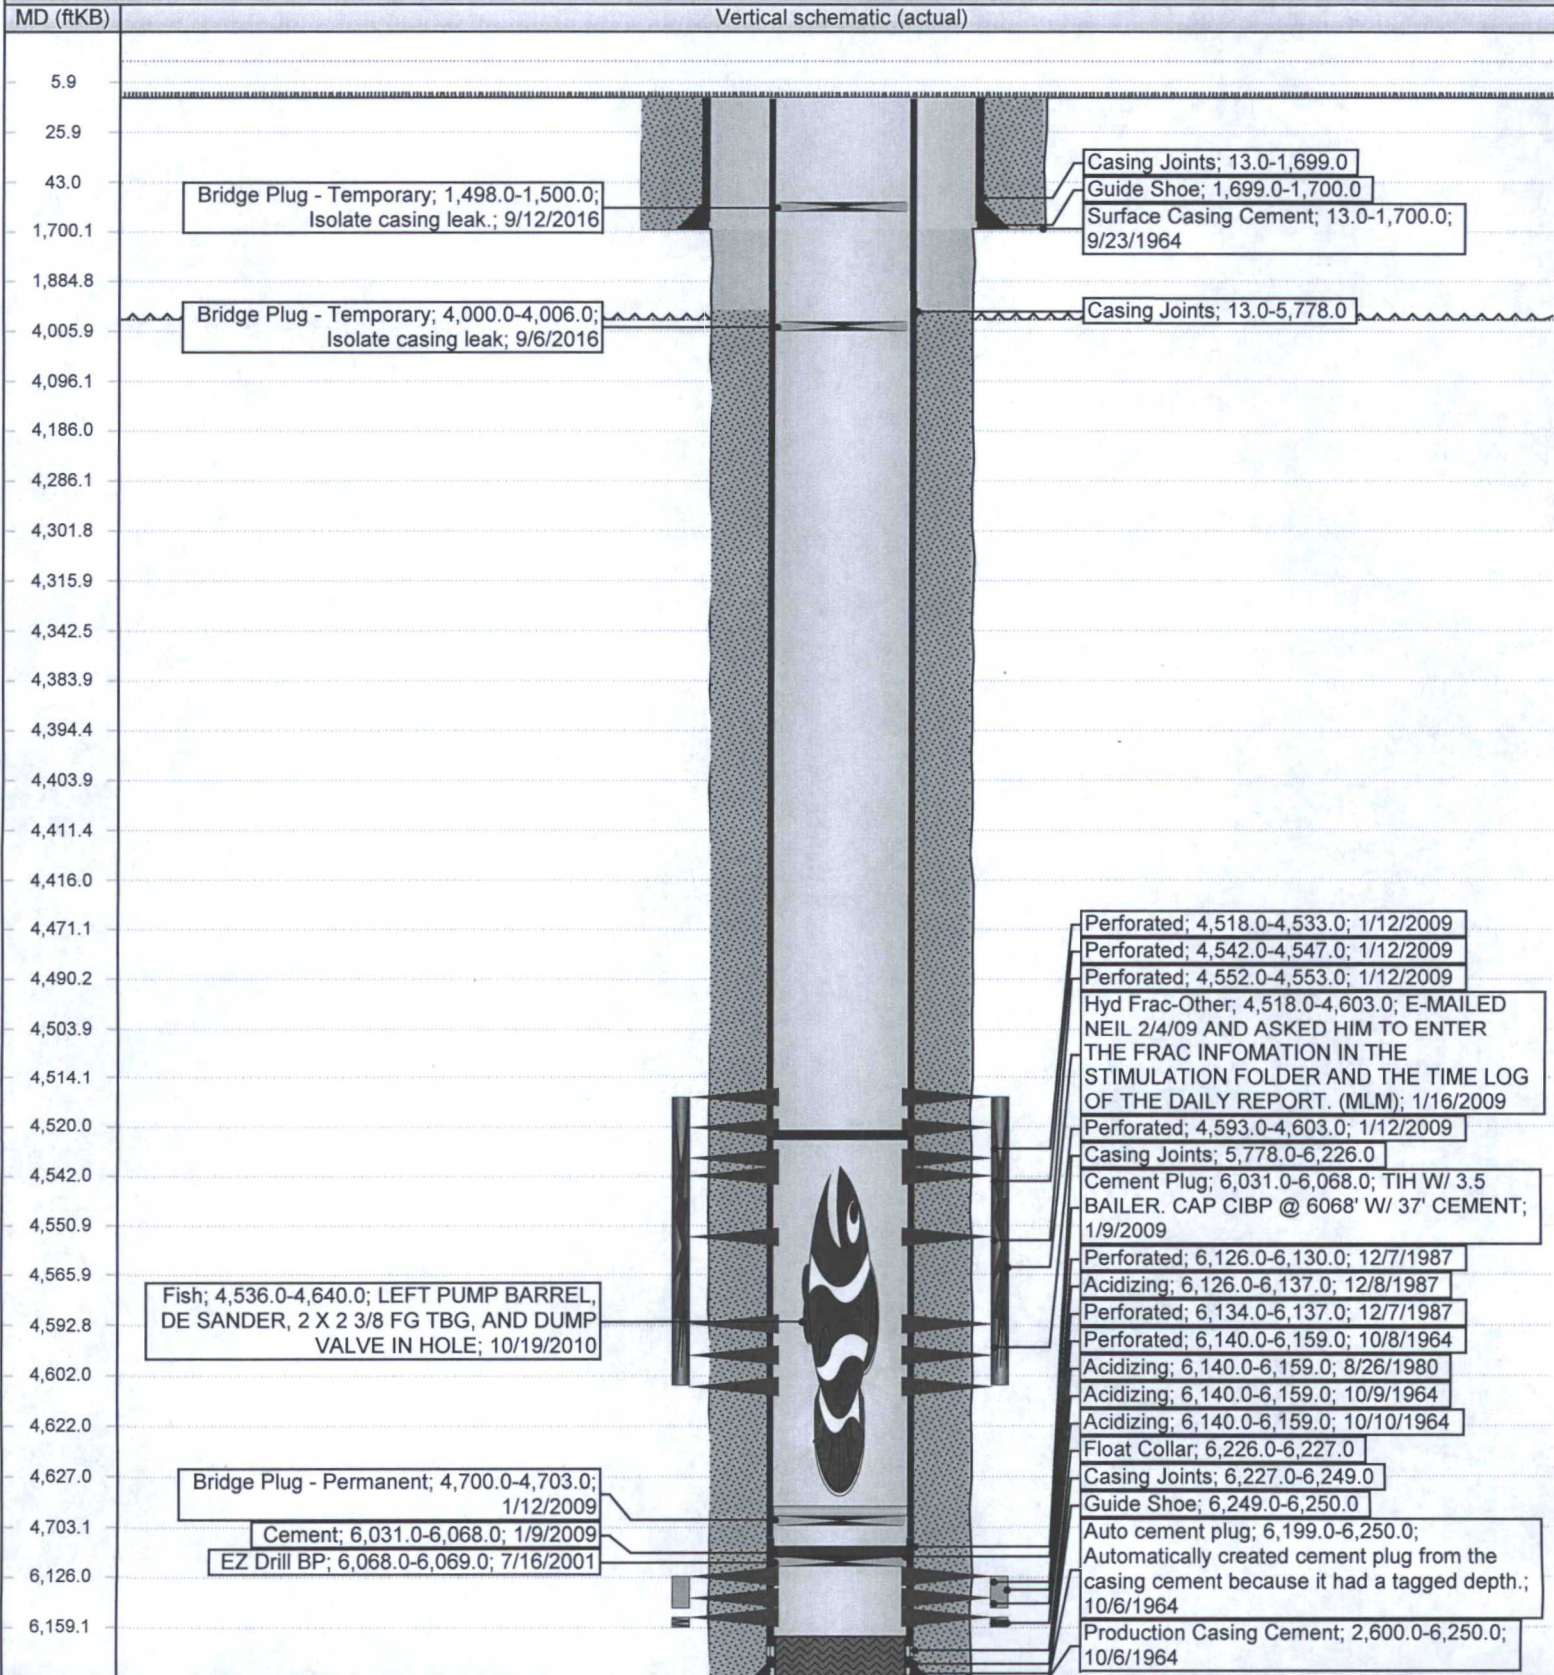 MD (ftKB)
Vertical schematic (actual)
5.9
25.9
43.0
1,700.1
1,884.8
4,005.9
4,096.1
4,186.0
4,286.1
4,301.8
4,315.9
4,342.5
4,383.9
4,394.4
4,403.9
4,411.4
4,416.0
4,471.1
4,490.2
4,503.9
4,514.1
4,520.0
4,542.0
4,550.9
4,565.9
4,592.8
4,602.0
4,622.0
4,627.0
4,703.1
6,126.0
6,159.1
Bridge Plug - Temporary; 1,498.0-1,500.0;
Isolate casing leak.; 9/12/2016
Bridge Plug - Temporary; 4,000.0-4,006.0;
Isolate casing leak; 9/6/2016
Fish; 4,536.0-4,640.0; LEFT PUMP BARREL,
DE SANDER, 2 X 2 3/8 FG TBG, AND DUMP
VALVE IN HOLE; 10/19/2010
Bridge Plug - Permanent; 4,700.0-4,703.0;
1/12/2009
Cement; 6,031.0-6,068.0; 1/9/2009
EZ Drill BP; 6,068.0-6,069.0; 7/16/2001
Casing Joints; 13.0-1,699.0
Guide Shoe; 1,699.0-1,700.0
Surface Casing Cement; 13.0-1,700.0;
9/23/1964
Casing Joints; 13.0-5,778.0
Perforated; 4,518.0-4,533.0; 1/12/2009
Perforated; 4,542.0-4,547.0; 1/12/2009
Perforated; 4,552.0-4,553.0; 1/12/2009
Hyd Frac-Other; 4,518.0-4,603.0; E-MAILED
NEIL 2/4/09 AND ASKED HIM TO ENTER
THE FRAC INFOMATION IN THE
STIMULATION FOLDER AND THE TIME LOG
OF THE DAILY REPORT. (MLM); 1/16/2009
Perforated; 4,593.0-4,603.0; 1/12/2009
Casing Joints; 5,778.0-6,226.0
Cement Plug; 6,031.0-6,068.0; TIH W/ 3.5
BAILER. CAP CIBP @ 6068' W/ 37' CEMENT;
1/9/2009
Perforated; 6,126.0-6,130.0; 12/7/1987
Acidizing; 6,126.0-6,137.0; 12/8/1987
Perforated; 6,134.0-6,137.0; 12/7/1987
Perforated; 6,140.0-6,159.0; 10/8/1964
Acidizing; 6,140.0-6,159.0; 8/26/1980
Acidizing; 6,140.0-6,159.0; 10/9/1964
Acidizing; 6,140.0-6,159.0; 10/10/1964
Float Collar; 6,226.0-6,227.0
Casing Joints; 6,227.0-6,249.0
Guide Shoe; 6,249.0-6,250.0
Auto cement plug; 6,199.0-6,250.0;
Automatically created cement plug from the
casing cement because it had a tagged depth.;
10/6/1964
Production Casing Cement; 2,600.0-6,250.0;
10/6/1964